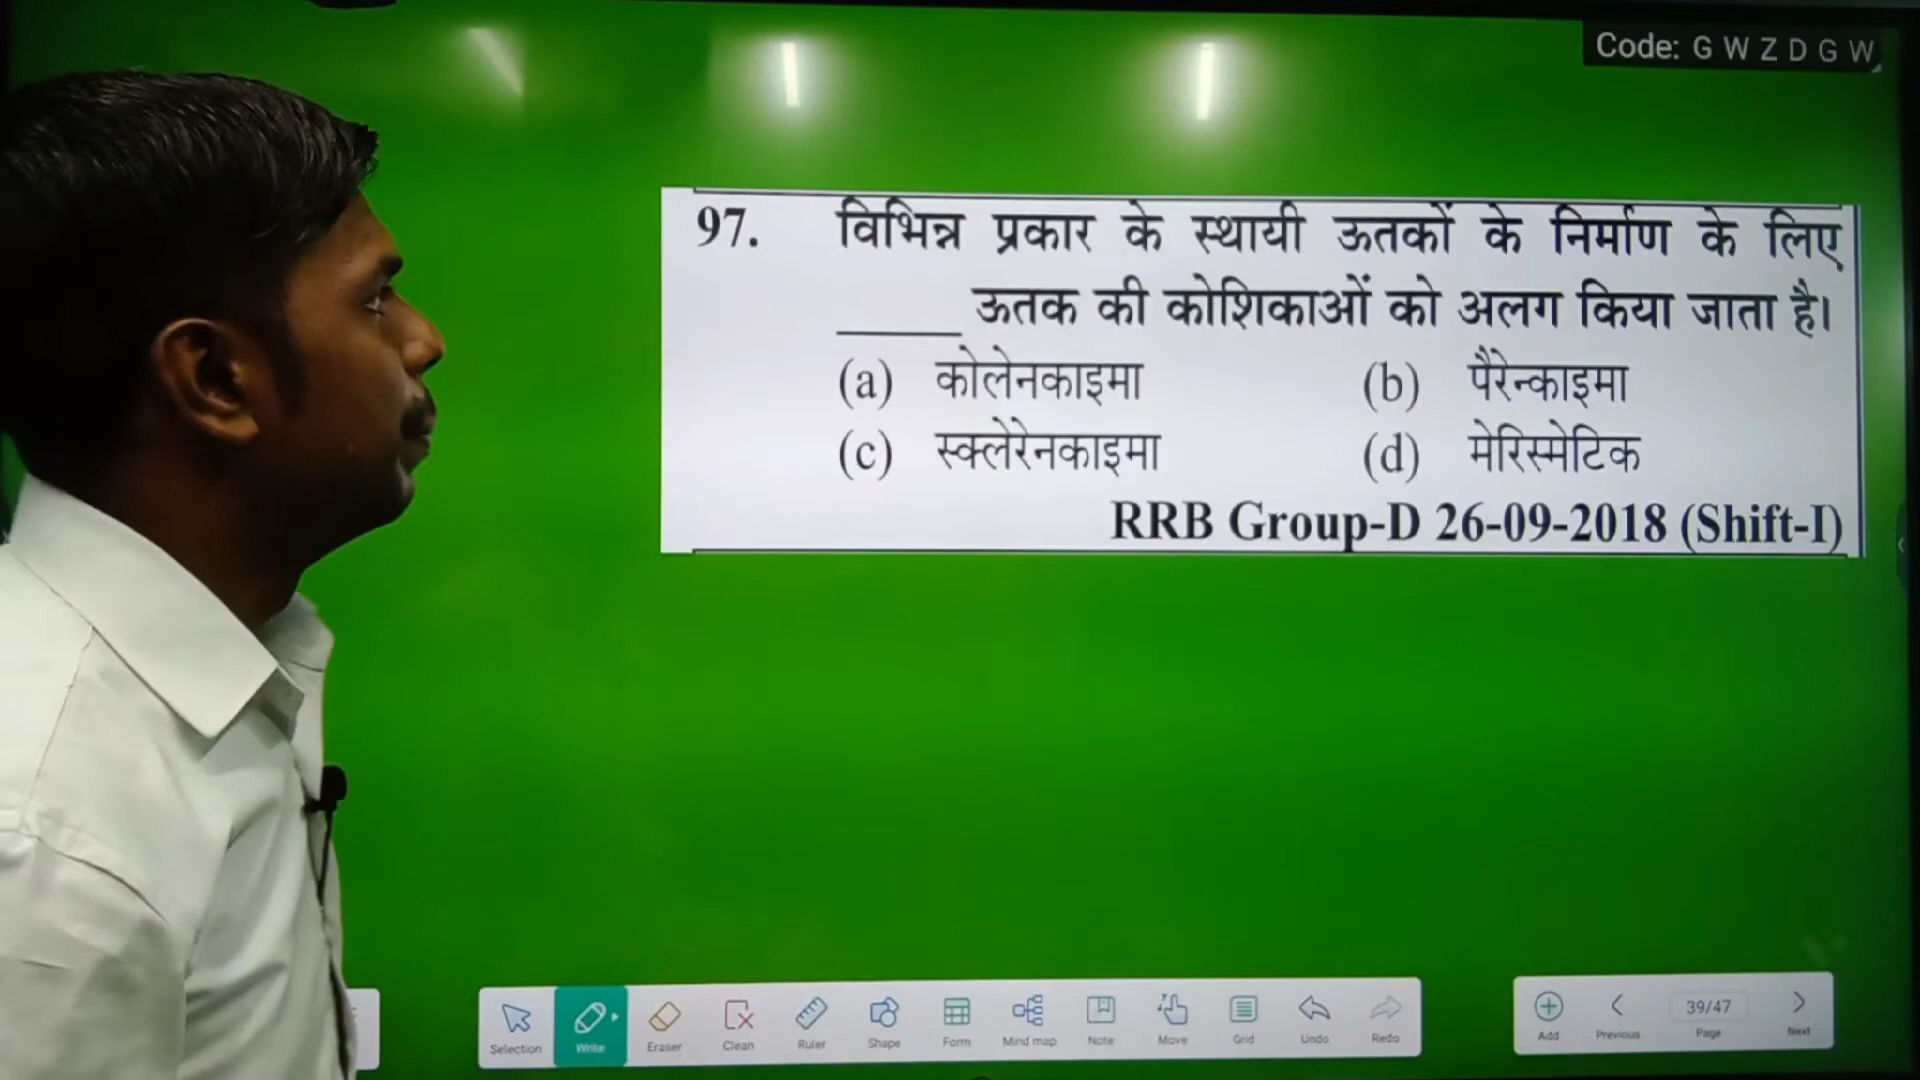 Code: G W Z D G W
97. विभिन्न प्रकार के स्थायी ऊतकों के निर्माण के लिए
______ ऊतक की कोशिकाओं को अलग किया जाता है।
(a) कोलेनकाइमा (b) पैरेन्काइमा
(c) स्क्लेरेनकाइमा (d) मेरिस्मेटिक
RRB Group-D 26-09-2018 (Shift-I)
Selection Write Eraser Clean Ruler Shape Form Mind map Note Move Grid Undo Redo Add Previous 39/47 Page Next